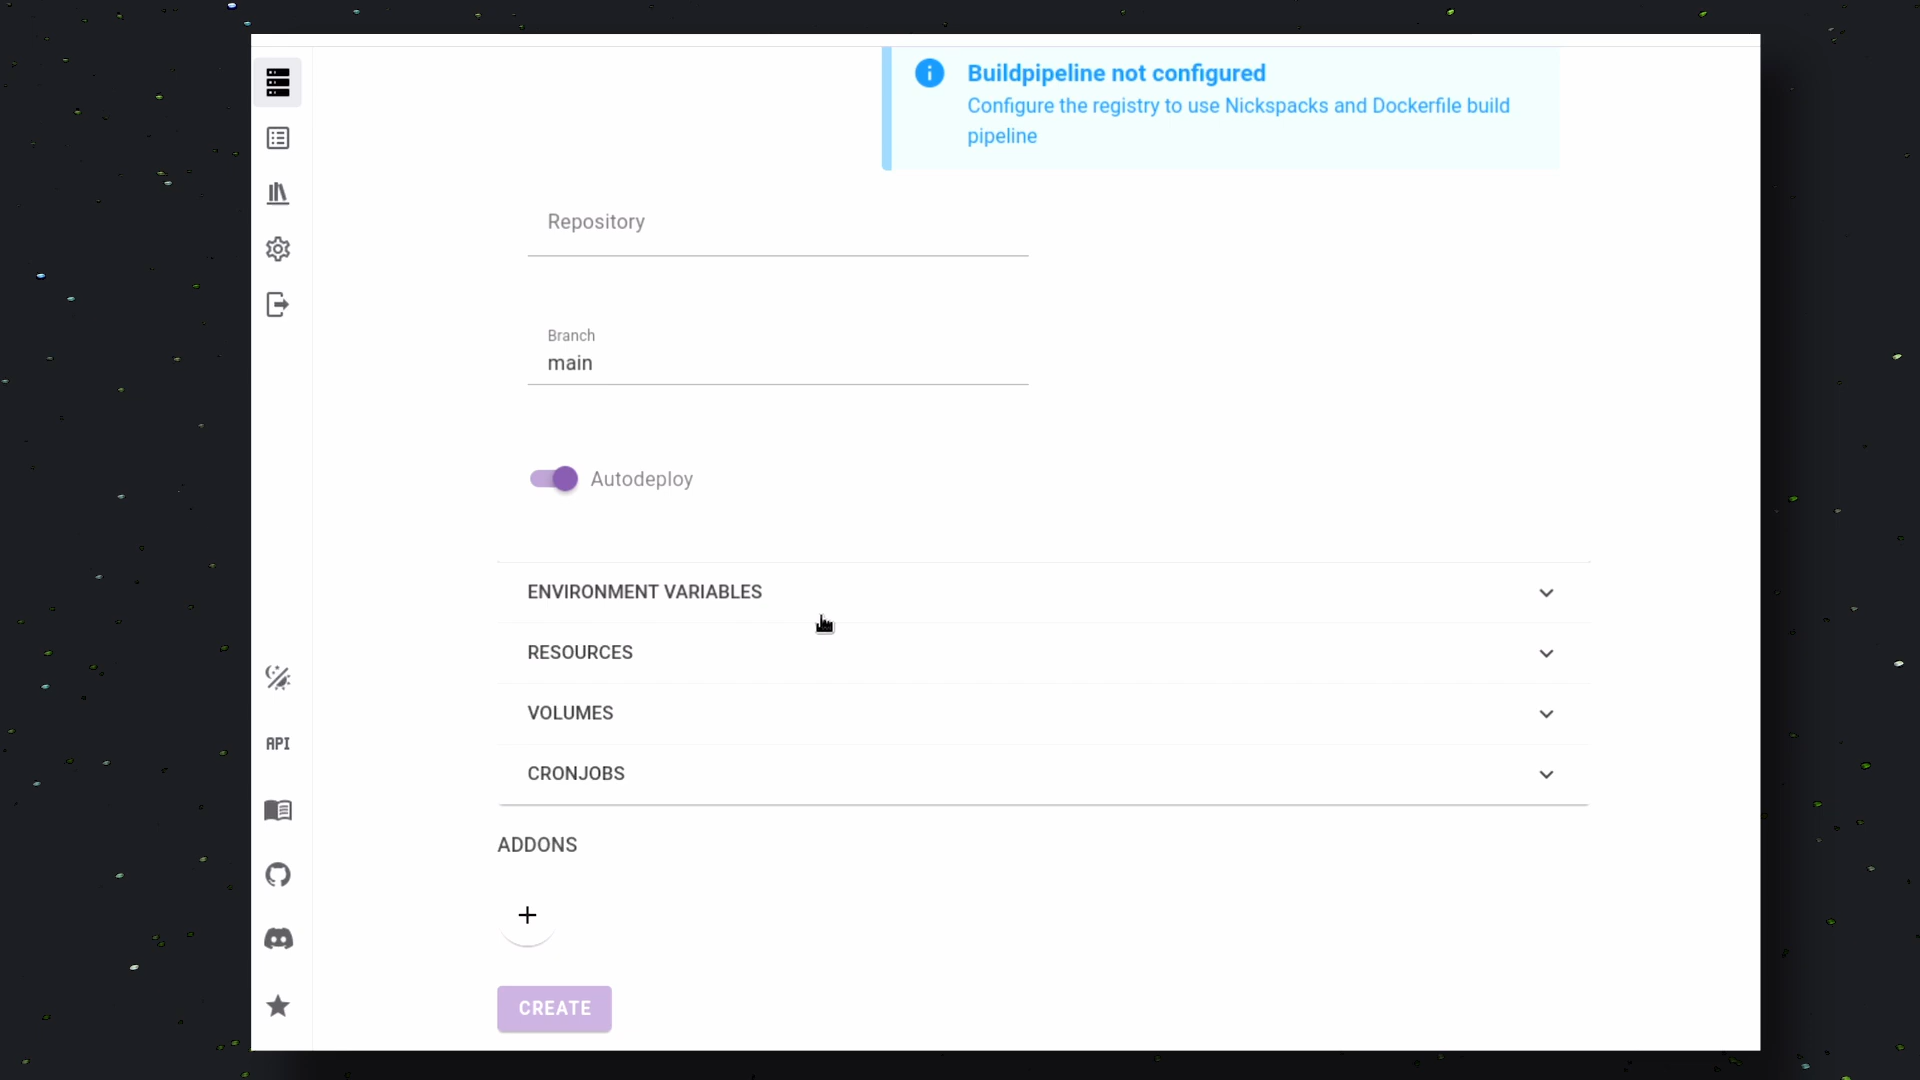 Buildpipeline not configured
Configure the registry to use Nickspacks and Dockerfile build
pipeline
Repository
Branch
main
Autodeploy
ENVIRONMENT VARIABLES
RESOURCES
VOLUMES
CRONJOBS
API
ADDONS
+
CREATE